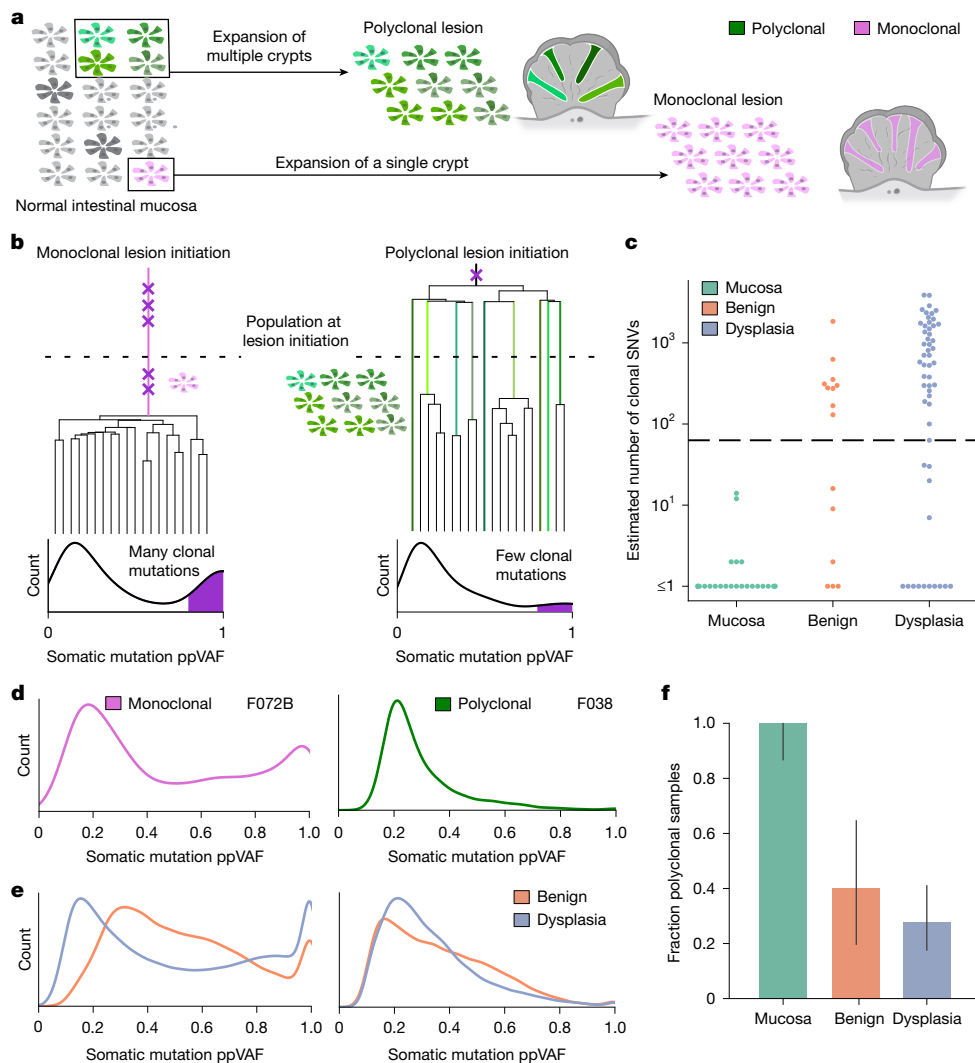 a
Expansion of
multiple crypts
Polyclonal lesion
Polyclonal
Monoclonal
Monoclonal lesion
Expansion of a single crypt
Normal intestinal mucosa
b
Monoclonal lesion initiation
Polyclonal lesion initiation
Population at
lesion initiation
Many clonal
mutations
Few clonal
mutations
Count
Count
0
1
0
1
Somatic mutation ppVAF
Somatic mutation ppVAF
c
Mucosa
Benign
Dysplasia
Estimated number of clonal SNVs
10³
10²
10¹
≤1
Mucosa
Benign
Dysplasia
d
Monoclonal
F072B
Polyclonal
F038
Count
0
0.2
0.4
0.6
0.8
1.0
0
0.2
0.4
0.6
0.8
1.0
Somatic mutation ppVAF
Somatic mutation ppVAF
e
Benign
Dysplasia
Count
0
0.2
0.4
0.6
0.8
1.0
0
0.2
0.4
0.6
0.8
1.0
Somatic mutation ppVAF
Somatic mutation ppVAF
f
Fraction polyclonal samples
1.0
0.8
0.6
0.4
0.2
0
Mucosa
Benign
Dysplasia